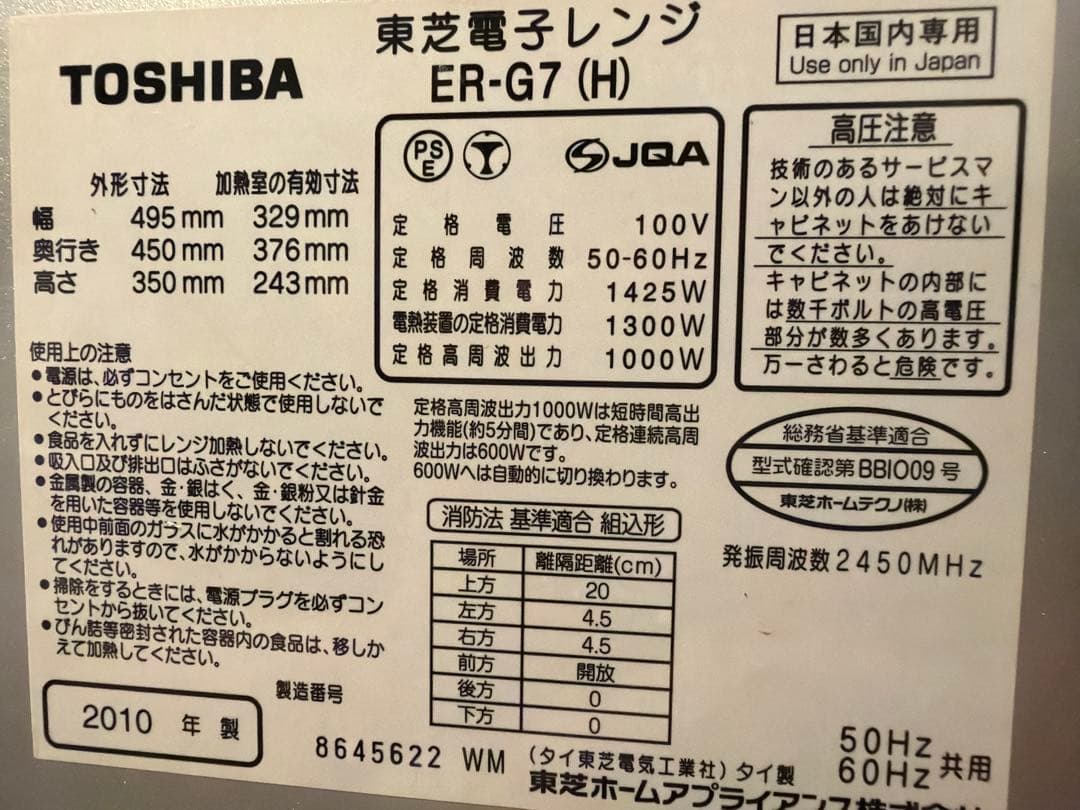 TOSHIBA
東芝電子レンジ
ER-G7 (H)
日本国内専用
Use only in Japan
外形寸法 加熱室の有効寸法
幅 495mm 329mm
奥行き 450mm 376mm
高さ 350mm 243mm
PS
E
JQA
定格電圧 100V
定格周波数 50-60Hz
定格消費電力 1425W
電熱装置の定格消費電力 1300W
定格高周波出力 1000W
高圧注意
技術のあるサービスマ
ン以外の人は絶対にキ
ャビネットをあけない
でください。
キャビネットの内部に
は数千ボルトの高電圧
部分が数多くあります。
万一さわると危険です。
使用上の注意
●電源は、必ずコンセントをご使用ください。
●とびらにものをはさんだ状態で使用しないで
ください。
●食品を入れずにレンジ加熱しないでください。
●吸入口及び排出口はふさがないでください。
●金属製の容器、金・銀はく、金・銀粉又は針金
を用いた容器等を使用しないでください。
●使用中前面のガラスに水がかかると割れる恐
れがありますので、水がかからないようにし
てください。
●掃除をするときには、電源プラグを必ずコン
セントから抜いてください。
●びん詰等密封された容器内の食品は、移しか
えて加熱してください。
定格高周波出力1000Wは短時間高出
力機能(約5分間)であり、定格連続高周
波出力は600Wです。
600Wへは自動的に切り換わります。
消防法 基準適合 組込形
場所 離隔距離(cm)
上方 20
左方 4.5
右方 4.5
前方 開放
後方 0
下方 0
総務省基準適合
型式確認第BBIO09号
東芝ホームテクノ(株)
発振周波数2450MHz
製造番号
2010 年 製
8645622 WM
(タイ東芝電気工業社) タイ製
50Hz
60Hz 共用
東芝ホームアプライアンス株式会社